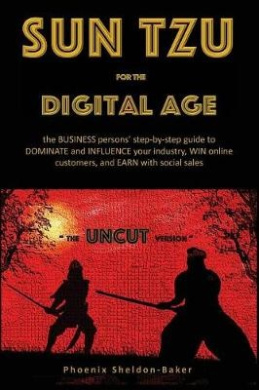 SUN TZU
FOR THE
DIGITAL AGE
the BUSINESS persons' step-by-step guide to
DOMINATE and INFLUENCE your industry, WIN online
customers, and EARN with social sales
" THE UNCUT VERSION "
Phoenix Sheldon-Baker